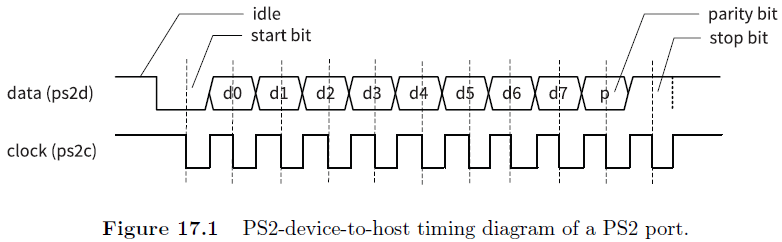 idle
parity bit
start bit
stop bit
data (ps2d)
d0 d1 d2 d3 d4 d5 d6 d7 p
clock (ps2c)
Figure 17.1 PS2-device-to-host timing diagram of a PS2 port.